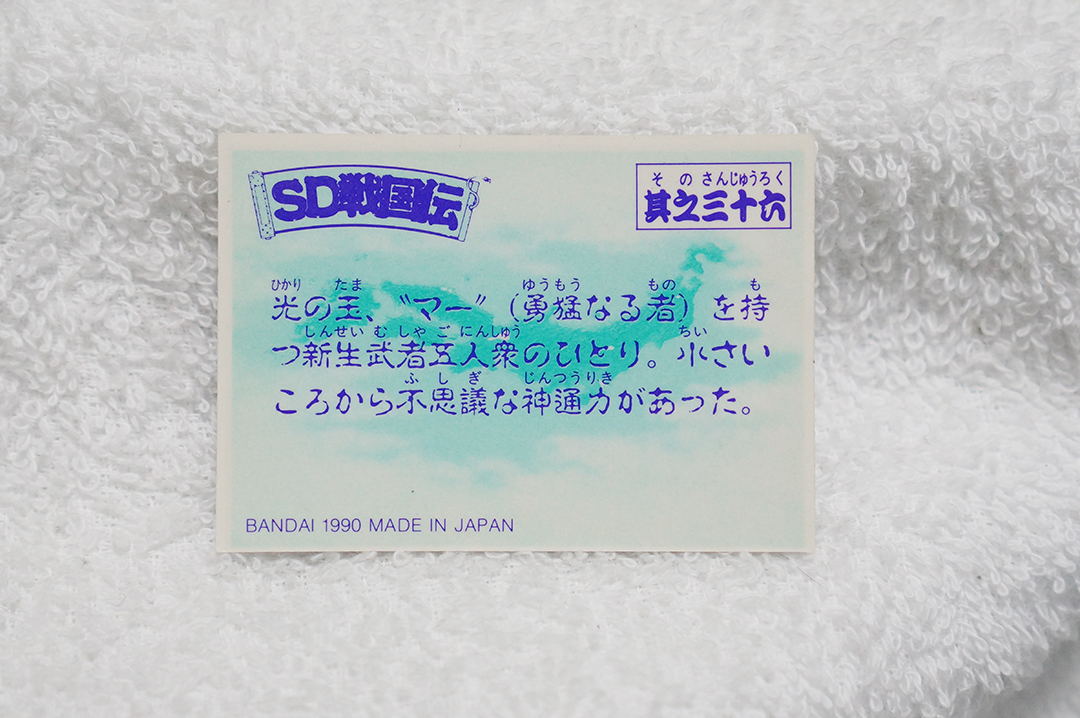 SD戦国伝
そのさんじゅうろく
其之三十六
ひかり たま ゆうもう もの も
光の玉、〝マー〟(勇猛なる者)を持
しんせい む しゃ ご にんしゅう ちい
つ新生武者五人衆のひとり。小さい
ふ し ぎ じんつうりき
ころから不思議な神通力があった。
BANDAI 1990 MADE IN JAPAN